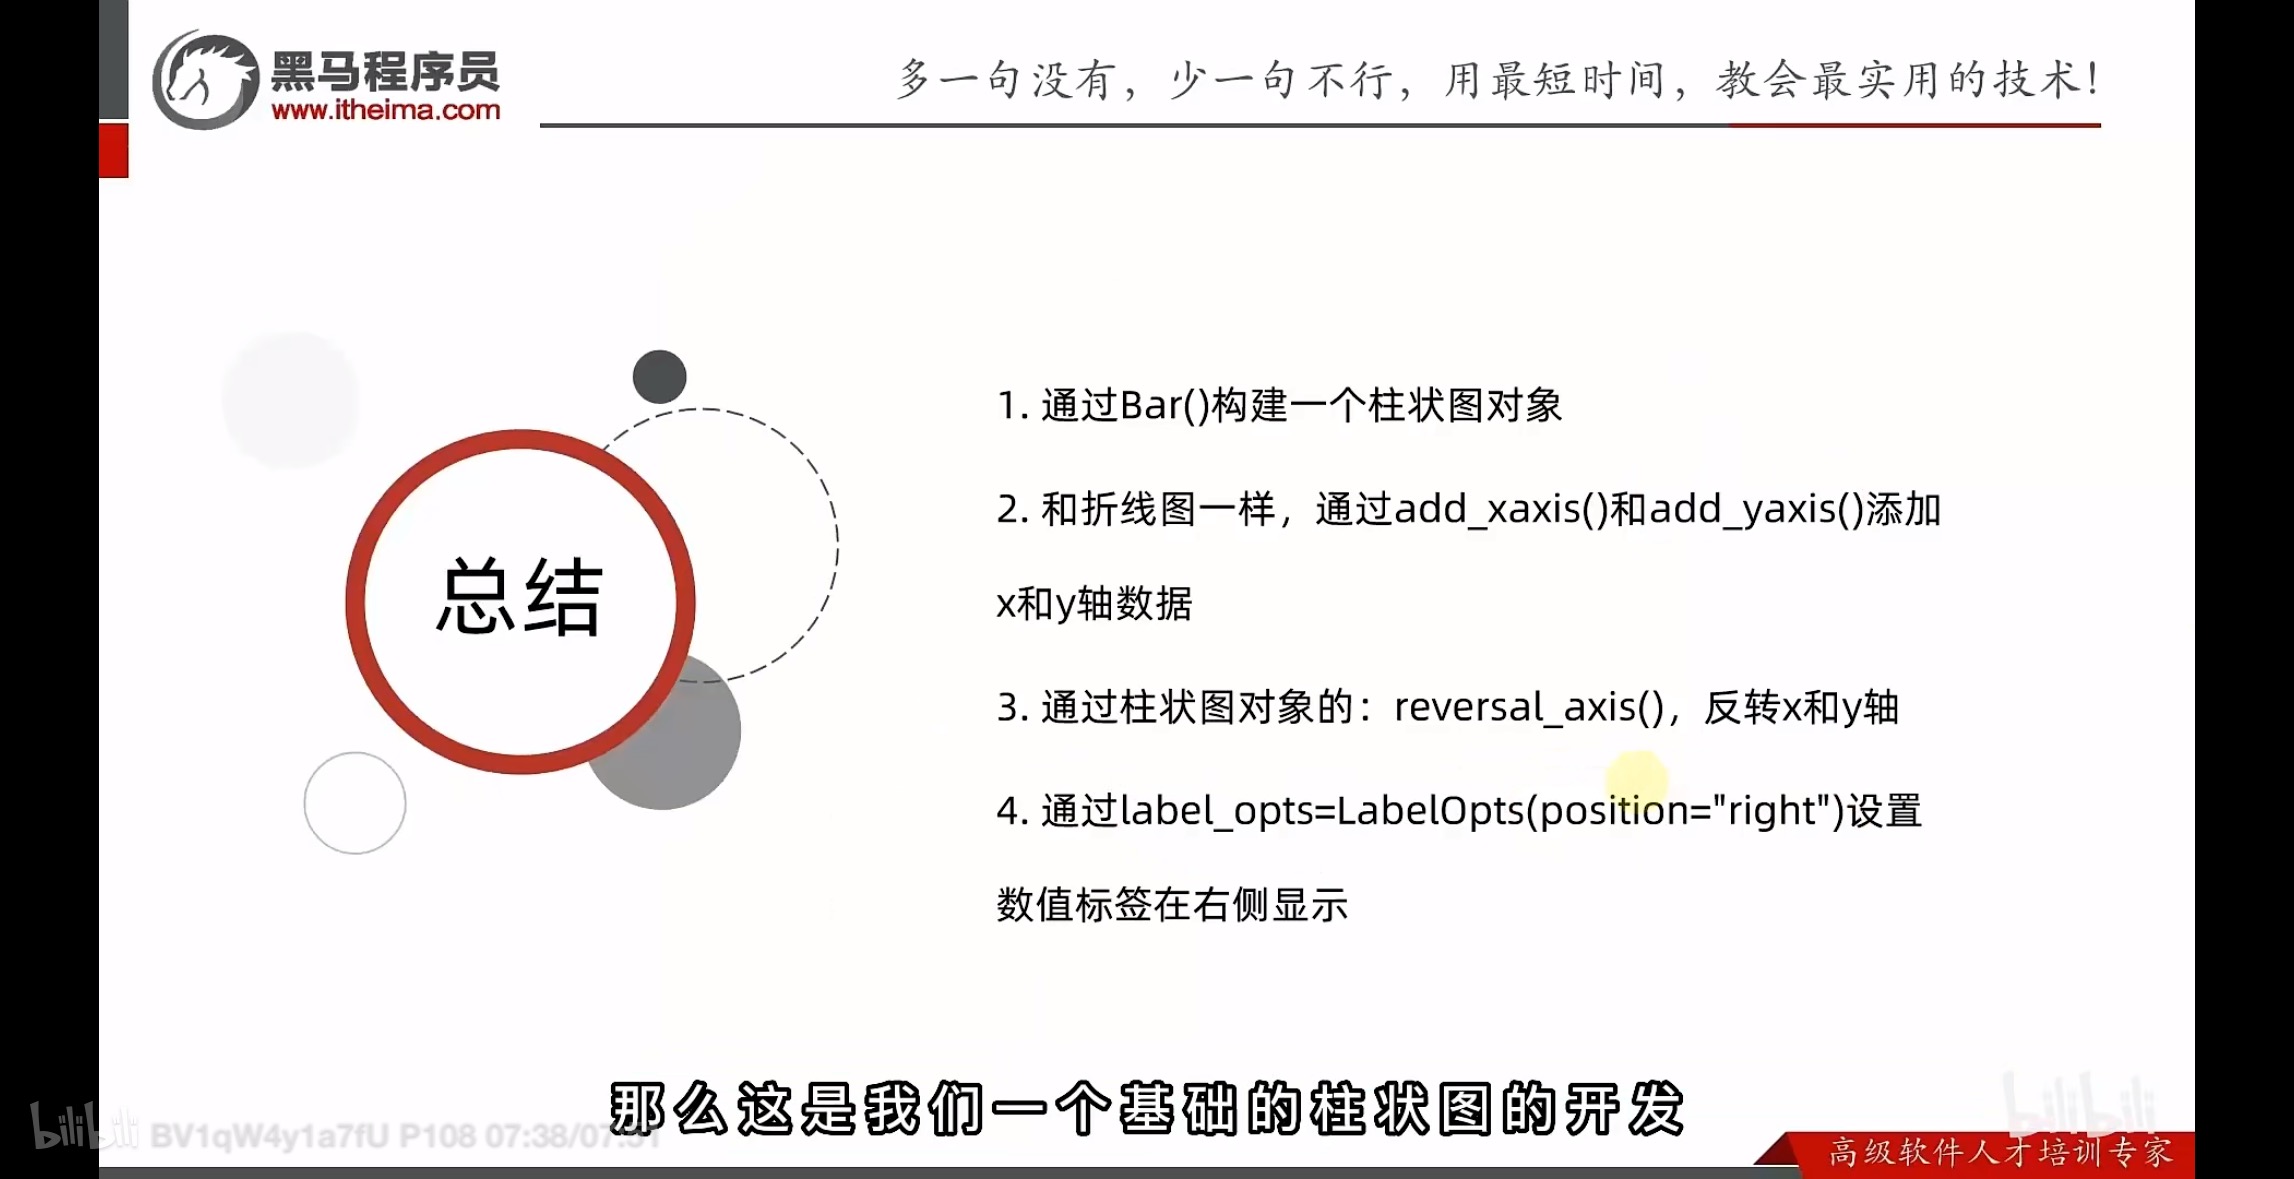 黑马程序员
www.itheima.com
多一句没有，少一句不行，用最短时间，教会最实用的技术！
总结
1. 通过Bar()构建一个柱状图对象
2. 和折线图一样，通过add_xaxis()和add_yaxis()添加
x和y轴数据
3. 通过柱状图对象的：reversal_axis()，反转x和y轴
4. 通过label_opts=LabelOpts(position="right")设置
数值标签在右侧显示
那么这是我们一个基础的柱状图的开发
bilibili
bilibili BV1qW4y1a7fU P108 07:38/07:51
高级软件人才培训专家